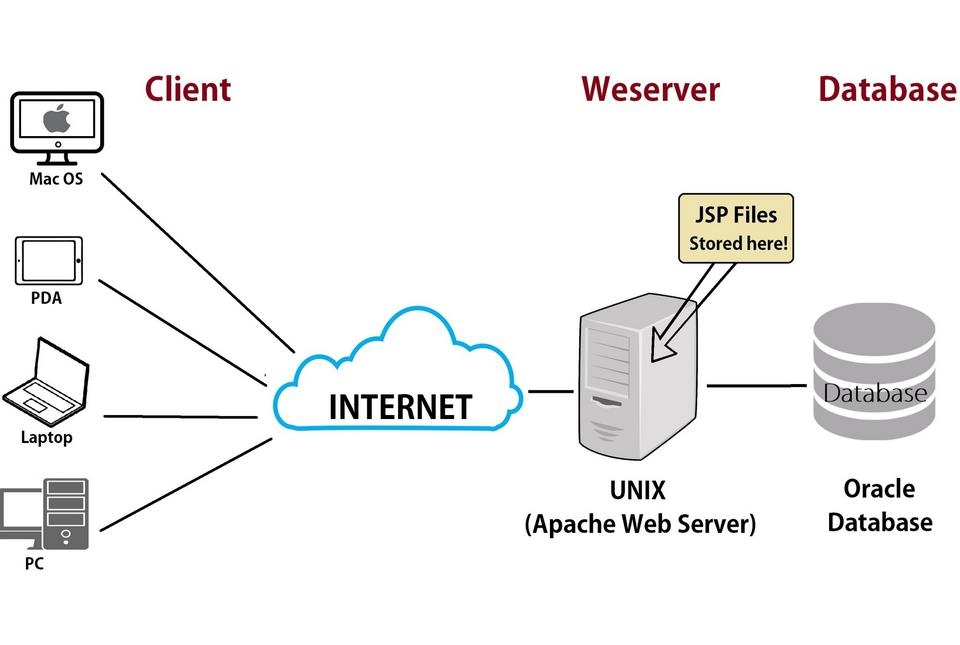 Client
Weserver
Database
Mac OS
JSP Files
Stored here!
PDA
Database
INTERNET
Laptop
UNIX
(Apache Web Server)
Oracle
Database
PC